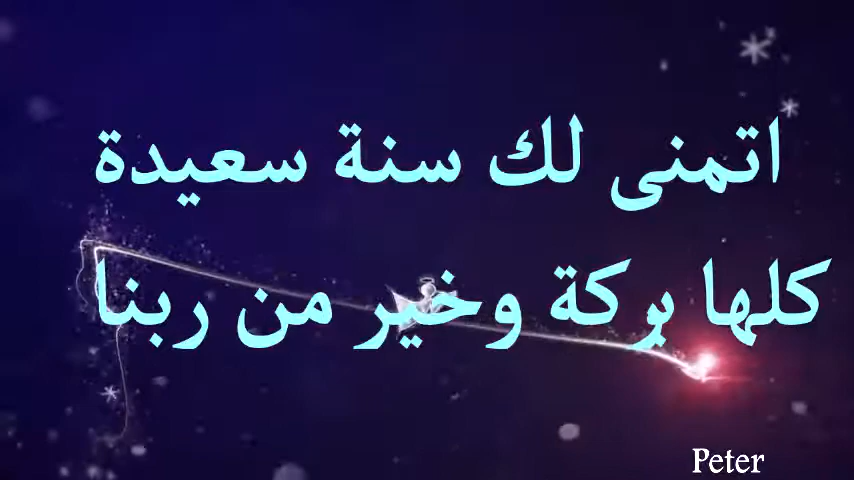 اتمنى لك سنة سعيدة
كلها بركة وخير من ربنا
Peter